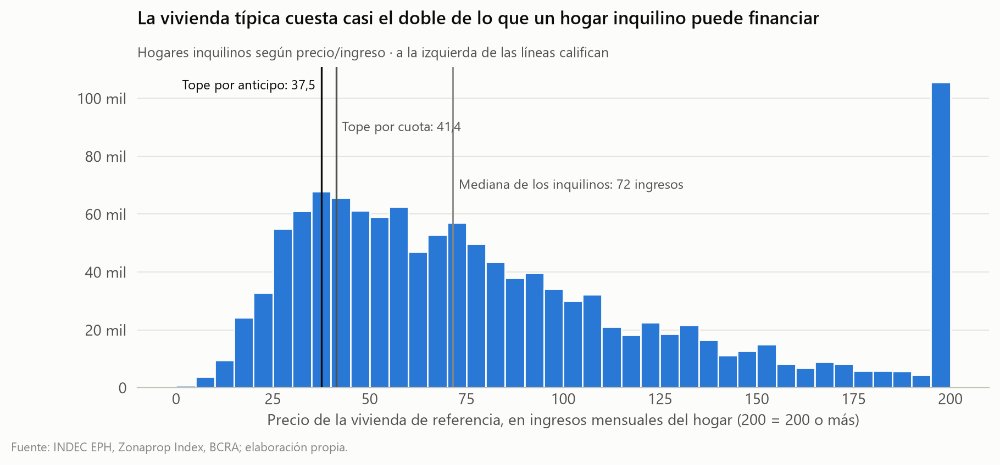 La vivienda típica cuesta casi el doble de lo que un hogar inquilino puede financiar
Hogares inquilinos según precio/ingreso · a la izquierda de las líneas califican
Tope por anticipo: 37,5
100 mil
Tope por cuota: 41,4
80 mil
Mediana de los inquilinos: 72 ingresos
60 mil
40 mil
20 mil
0
0 25 50 75 100 125 150 175 200
Precio de la vivienda de referencia, en ingresos mensuales del hogar (200 = 200 o más)
Fuente: INDEC EPH, Zonaprop Index, BCRA; elaboración propia.